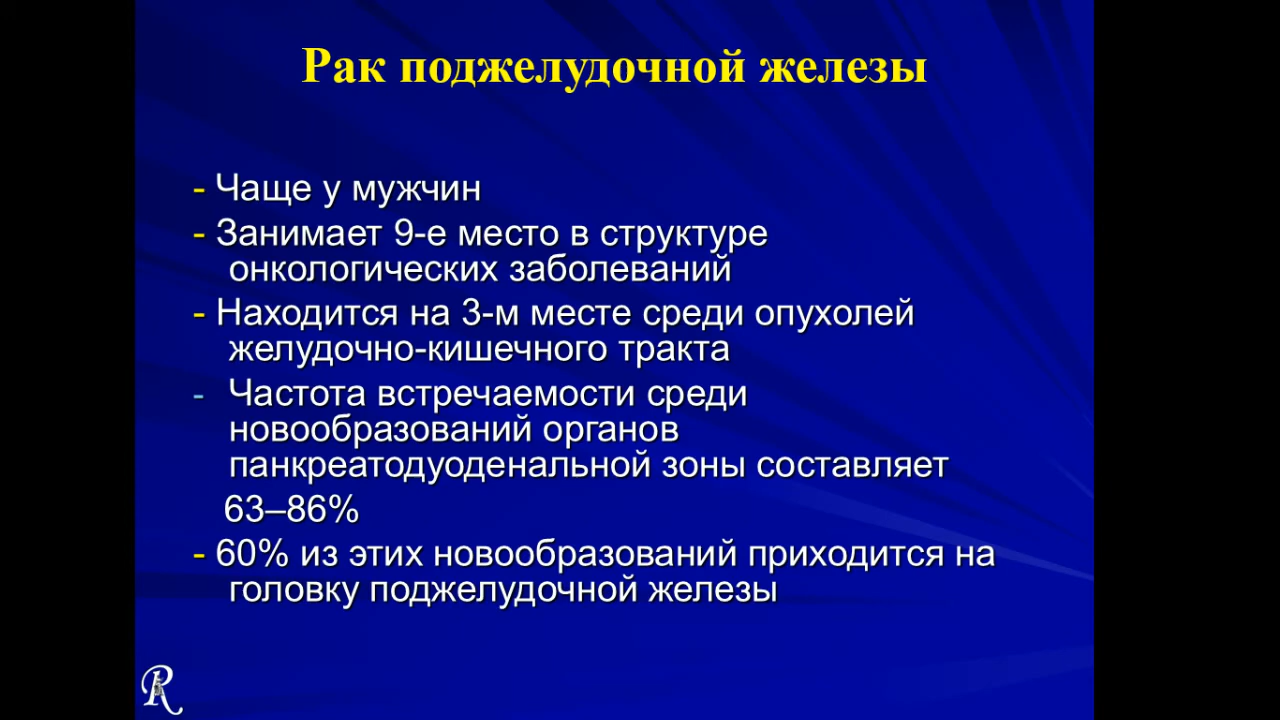 Рак поджелудочной железы
- Чаще у мужчин
- Занимает 9-е место в структуре
онкологических заболеваний
- Находится на 3-м месте среди опухолей
желудочно-кишечного тракта
- Частота встречаемости среди
новообразований органов
панкреатодуоденальной зоны составляет
63–86%
- 60% из этих новообразований приходится на
головку поджелудочной железы
R